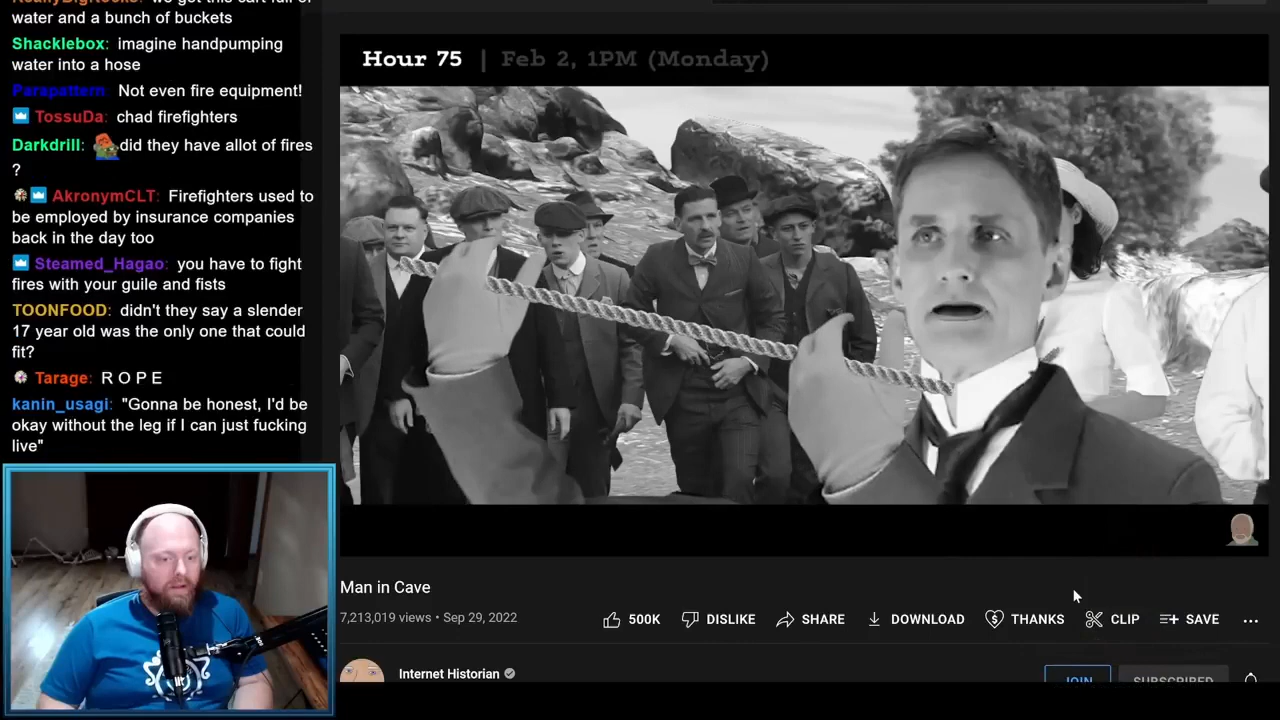 water and a bunch of buckets
Shacklebox: imagine handpumping
water into a hose
Parapattern: Not even fire equipment!
TossuDa: chad firefighters
Darkdrill: did they have allot of fires
?
AkronymCLT: Firefighters used to
be employed by insurance companies
back in the day too
Steamed_Hagao: you have to fight
fires with your guile and fists
TOONFOOD: didn't they say a slender
17 year old was the only one that could
fit?
Tarage: R O P E
kanin_usagi: "Gonna be honest, I'd be
okay without the leg if I can just fucking
live"
Hour 75 | Feb 2, 1PM (Monday)
Man in Cave
7,213,019 views • Sep 29, 2022
500K DISLIKE SHARE DOWNLOAD THANKS CLIP SAVE ...
Internet Historian
JOIN SUBSCRIBED